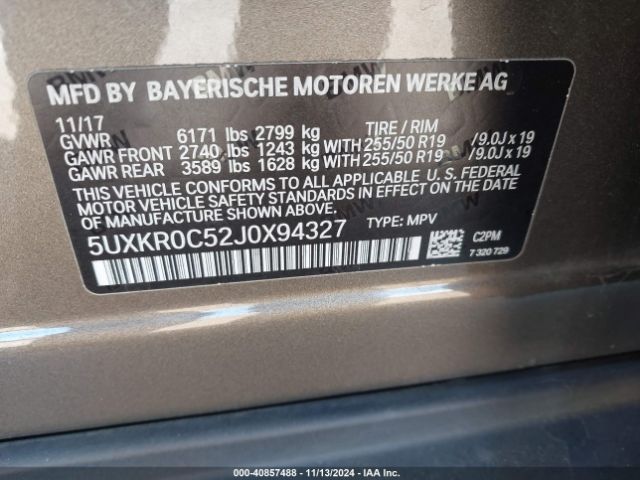 MFD BY BAYERISCHE MOTOREN WERKE AG
11/17
GVWR 6171 lbs 2799 kg TIRE / RIM
GAWR FRONT 2740 lbs 1243 kg WITH 255/50 R19 /9.0J x 19
GAWR REAR 3589 lbs 1628 kg WITH 255/50 R19 /9.0J x 19
THIS VEHICLE CONFORMS TO ALL APPLICABLE U.S. FEDERAL
MOTOR VEHICLE SAFETY STANDARDS IN EFFECT ON THE
DATE OF MANUFACTURE SHOWN ABOVE.
5UXKR0C52J0X94327 TYPE: MPV
C2PM
7 320 729
000-40857488 — 11/13/2024 — IAAI.COM